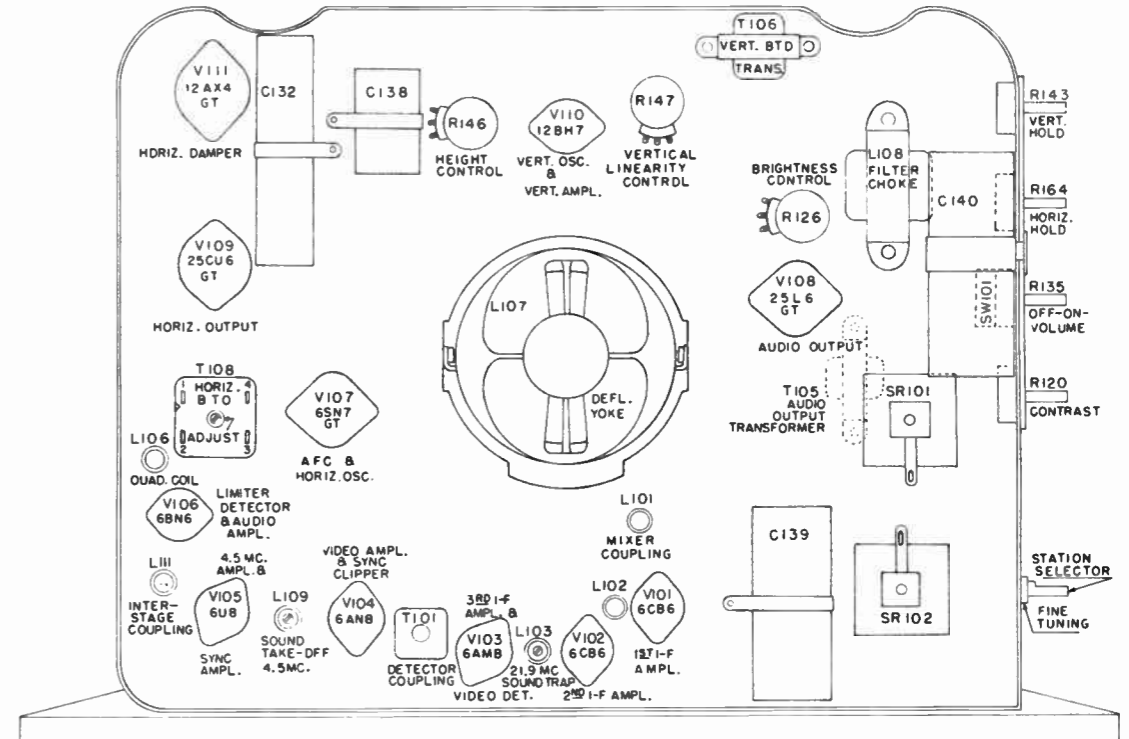 T106
VERT. BTO
TRANS.
V111
12AX4
GT
HORIZ. DAMPER
C132
C138
R146
HEIGHT
CONTROL
V110
12BH7
VERT. OSC.
&
VERT. AMPL.
R147
VERTICAL
LINEARITY
CONTROL
BRIGHTNESS
CONTROL
R126
L108
FILTER
CHOKE
C140
R143
VERT.
HOLD
R164
HORIZ.
HOLD
V109
25CU6
GT
HORIZ. OUTPUT
L107
DEFL.
YOKE
V108
25L6
GT
AUDIO OUTPUT
SW101
R135
OFF-ON-
VOLUME
T108
1 HORIZ. 4
BTO
7
ADJUST
2 3
V107
6SN7
GT
AFC &
HORIZ. OSC.
T105
AUDIO
OUTPUT
TRANSFORMER
SR101
R120
CONTRAST
L106
QUAD. COIL
V106
6BN6
LIMITER
DETECTOR
& AUDIO
AMPL.
L101
MIXER
COUPLING
C139
L111
INTER-
STAGE
COUPLING
4.5 MC.
AMPL. &
V105
6U8
SYNC
AMPL.
L109
SOUND
TAKE-OFF
4.5MC.
VIDEO AMPL.
& SYNC
CLIPPER
V104
6AN8
T101
DETECTOR
COUPLING
3RD I-F
AMPL. &
V103
6AM8
VIDEO DET.
L103
21.9 MC
SOUND TRAP
V102
6CB6
2ND I-F AMPL.
L102
V101
6CB6
1ST I-F
AMPL.
SR102
STATION
SELECTOR
FINE
TUNING